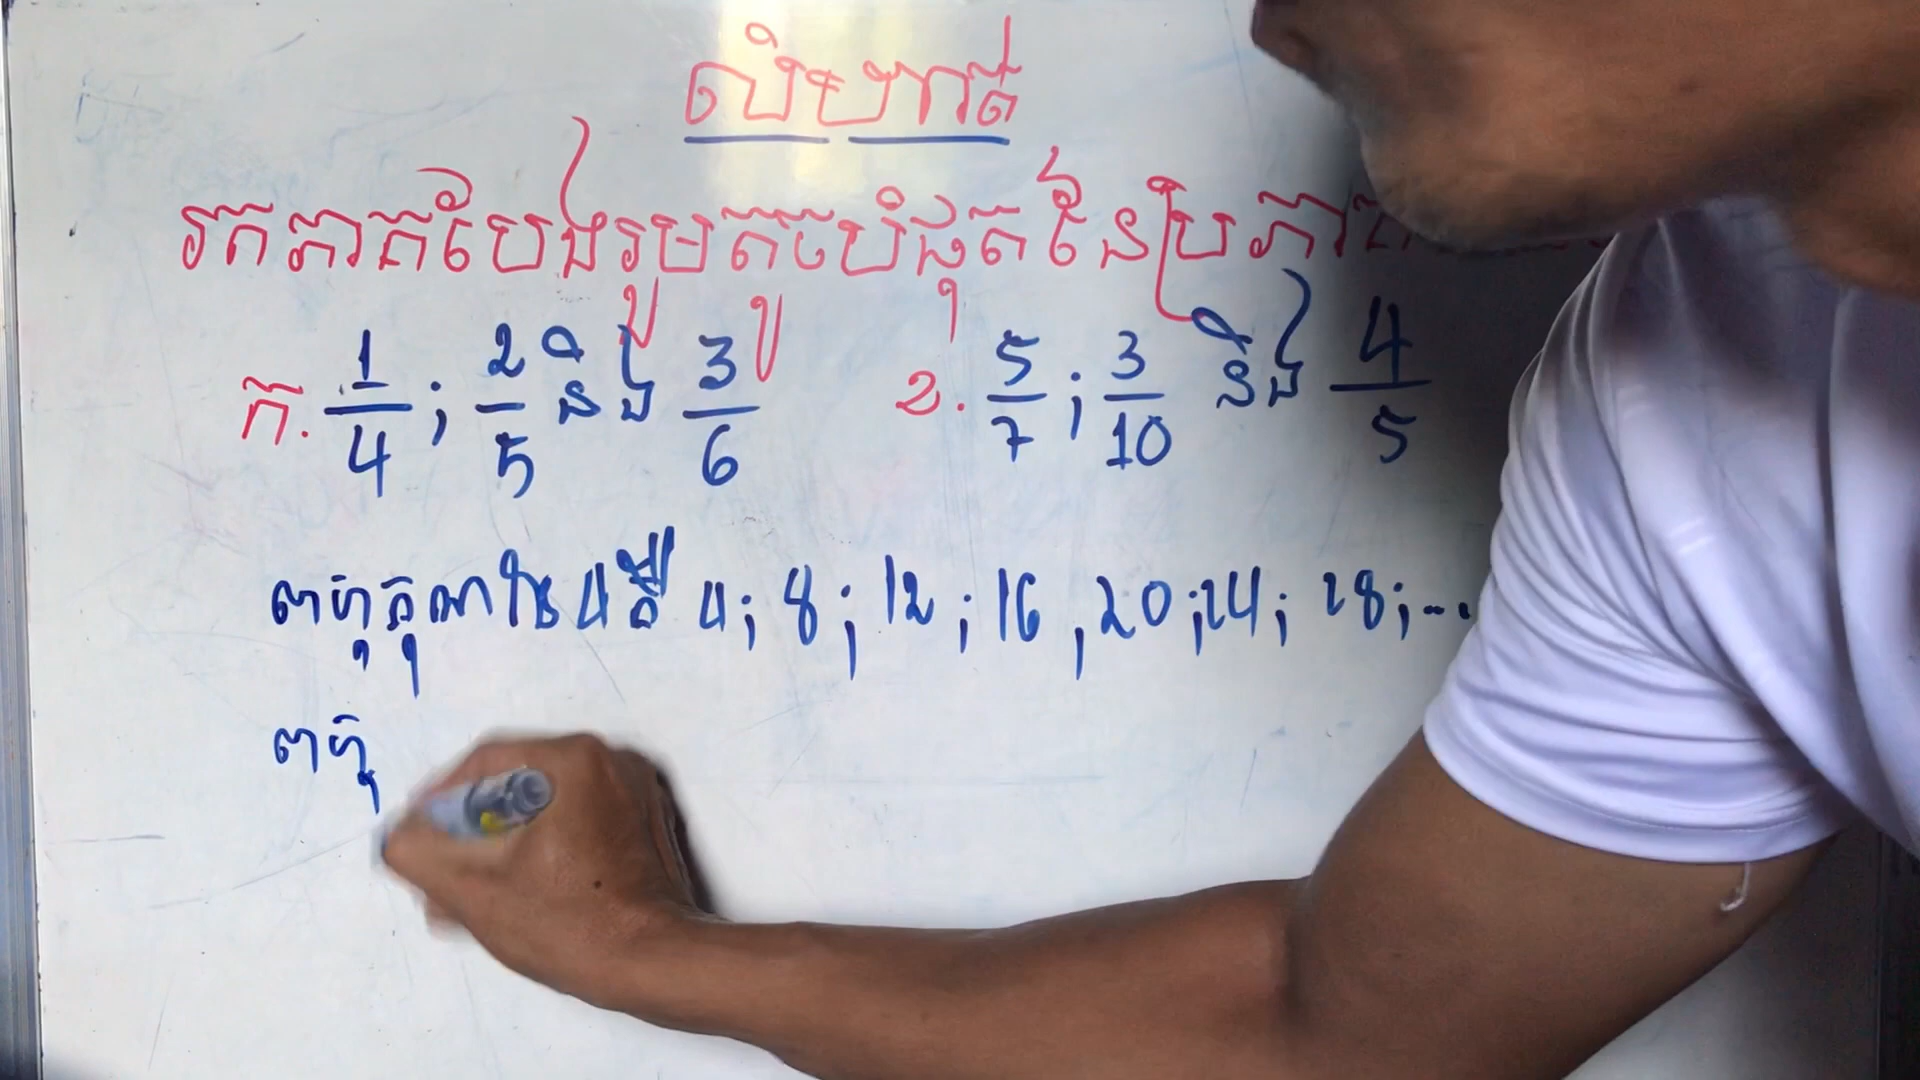 លំហាត់
រកភាគបែងរួមតូចបំផុតនៃប្រភាគ
ក. 1/4 ; 2/5 និង 3/6 ខ. 5/7 ; 3/10 និង 4/5
ពហុគុណនៃ 4 គឺ 4 ; 8 ; 12 ; 16 , 20 ; 24 ; 28 ; ...
ពហុ